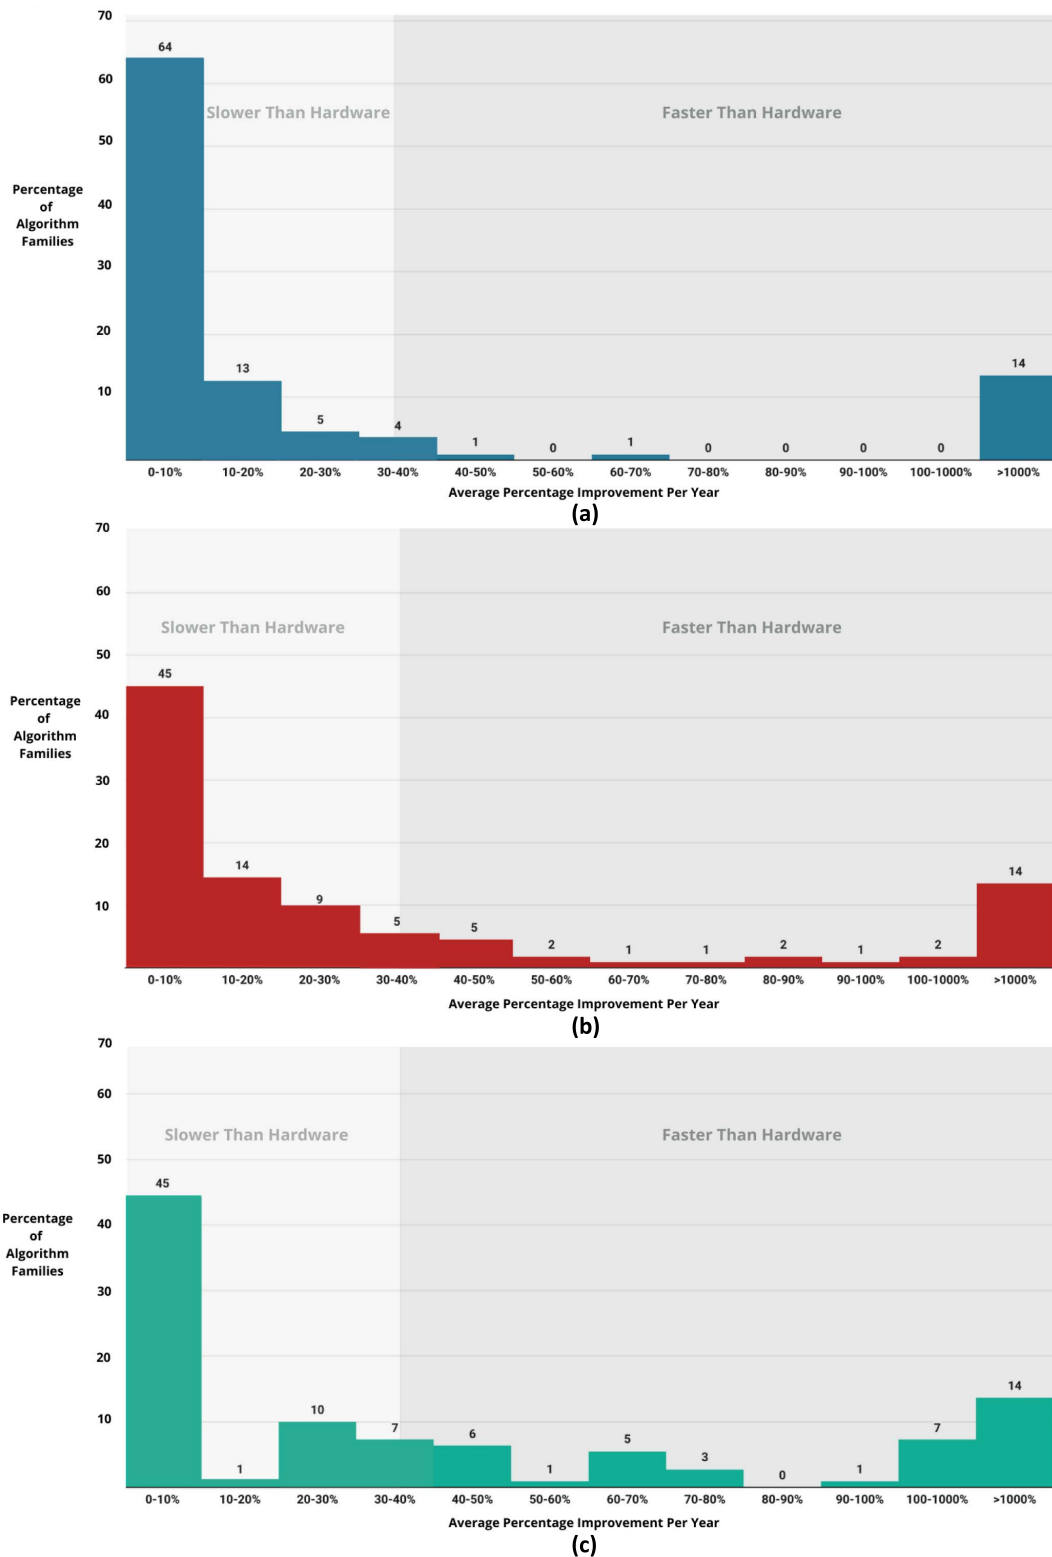 70
64
60
Slower Than Hardware
Faster Than Hardware
50
Percentage
of
Algorithm
Families
40
30
20
10
13
5
4
1
0
1
0
0
0
0
14
0-10% 10-20% 20-30% 30-40% 40-50% 50-60% 60-70% 70-80% 80-90% 90-100% 100-1000% >1000%
Average Percentage Improvement Per Year
(a)
70
60
Slower Than Hardware
Faster Than Hardware
50
45
Percentage
of
Algorithm
Families
40
30
20
10
14
9
5
5
2
1
1
2
1
2
14
0-10% 10-20% 20-30% 30-40% 40-50% 50-60% 60-70% 70-80% 80-90% 90-100% 100-1000% >1000%
Average Percentage Improvement Per Year
(b)
70
60
Slower Than Hardware
Faster Than Hardware
50
45
Percentage
of
Algorithm
Families
40
30
20
10
1
10
7
6
1
5
3
0
1
7
14
0-10% 10-20% 20-30% 30-40% 40-50% 50-60% 60-70% 70-80% 80-90% 90-100% 100-1000% >1000%
Average Percentage Improvement Per Year
(c)